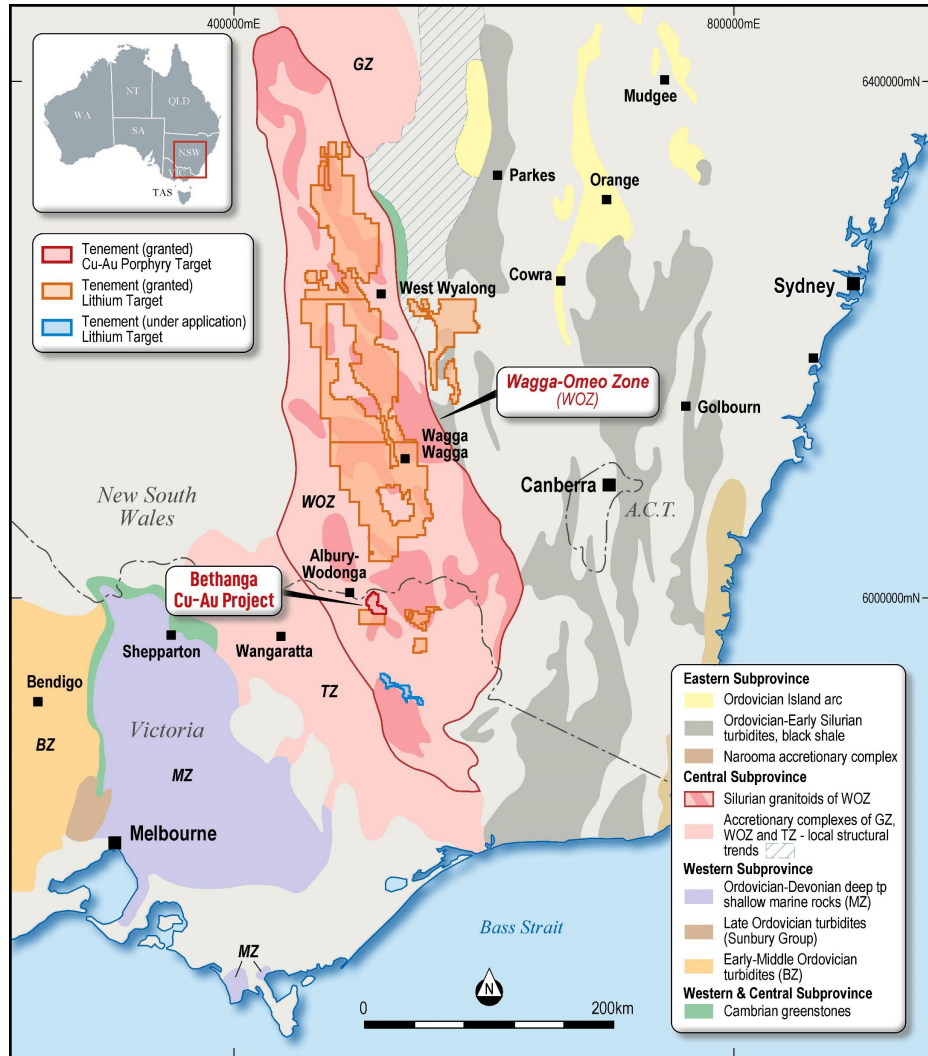 400000mE
800000mE
6400000mN
6000000mN
WA
NT
QLD
SA
NSW
VIC
TAS
Tenement (granted)
Cu-Au Porphyry Target
Tenement (granted)
Lithium Target
Tenement (under application)
Lithium Target
GZ
Mudgee
Parkes
Orange
Cowra
West Wyalong
Sydney
Wagga-Omeo Zone
(WOZ)
Golbourn
Wagga
Wagga
Canberra
A.C.T.
New South
Wales
WOZ
Albury-
Wodonga
Bethanga
Cu-Au Project
Shepparton
Wangaratta
Bendigo
BZ
Victoria
TZ
MZ
Melbourne
MZ
Bass Strait
N
0
200km
Eastern Subprovince
Ordovician Island arc
Ordovician-Early Silurian
turbidites, black shale
Narooma accretionary complex
Central Subprovince
Silurian granitoids of WOZ
Accretionary complexes of GZ,
WOZ and TZ - local structural
trends
Western Subprovince
Ordovician-Devonian deep tp
shallow marine rocks (MZ)
Late Ordovician turbidites
(Sunbury Group)
Early-Middle Ordovician
turbidites (BZ)
Western & Central Subprovince
Cambrian greenstones